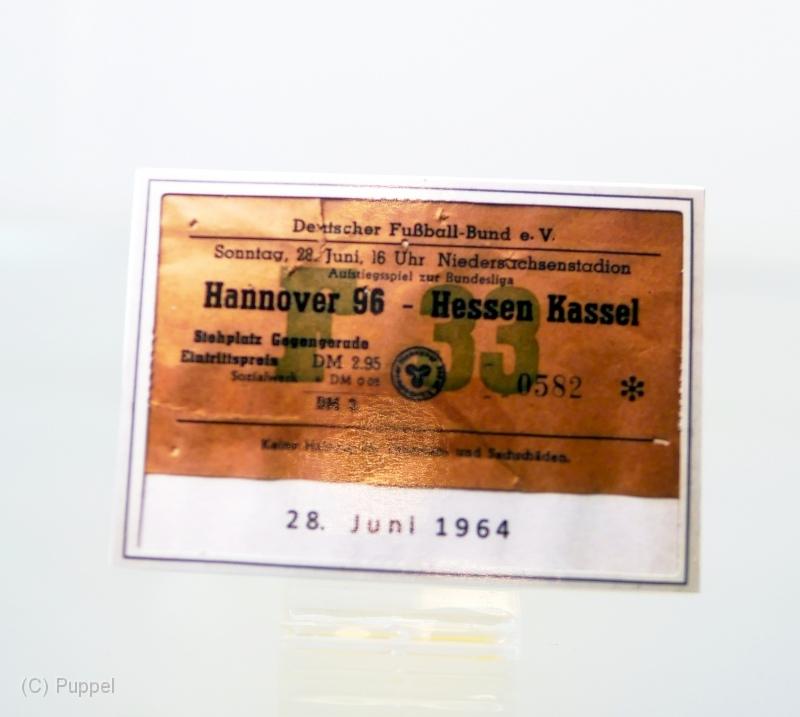 Deutscher Fußball-Bund e. V.
Sonntag, 28. Juni, 16 Uhr Niedersachsenstadion
Aufstiegsspiel zur Bundesliga
Hannover 96 - Hessen Kassel
F 33
Stehplatz Gegengerade
Eintrittspreis DM 2.95
Sozialwerk " DM 0.05
DM 3
0582 *
Keine und Sachschäden.
28. Juni 1964
(C) Puppel